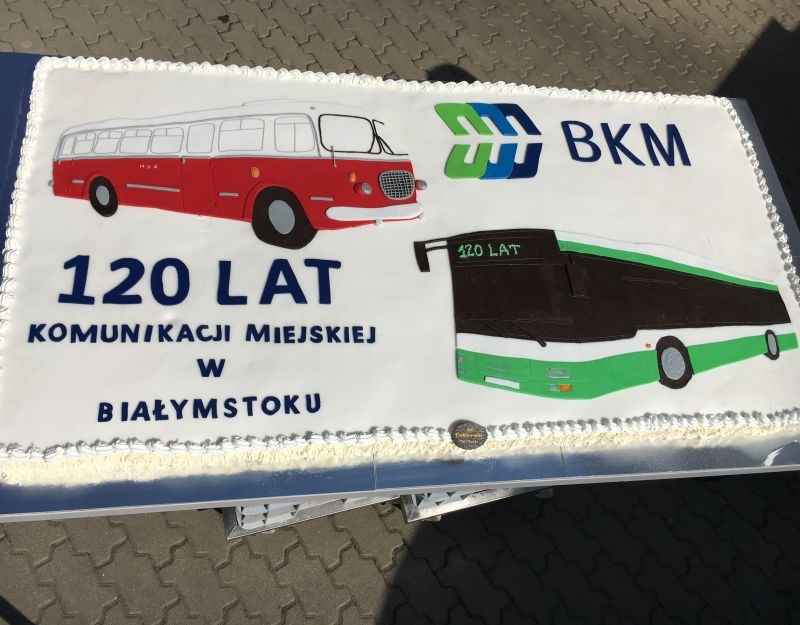 BKM
120 LAT
120 LAT
KOMUNIKACJI MIEJSKIEJ
W
BIAŁYMSTOKU